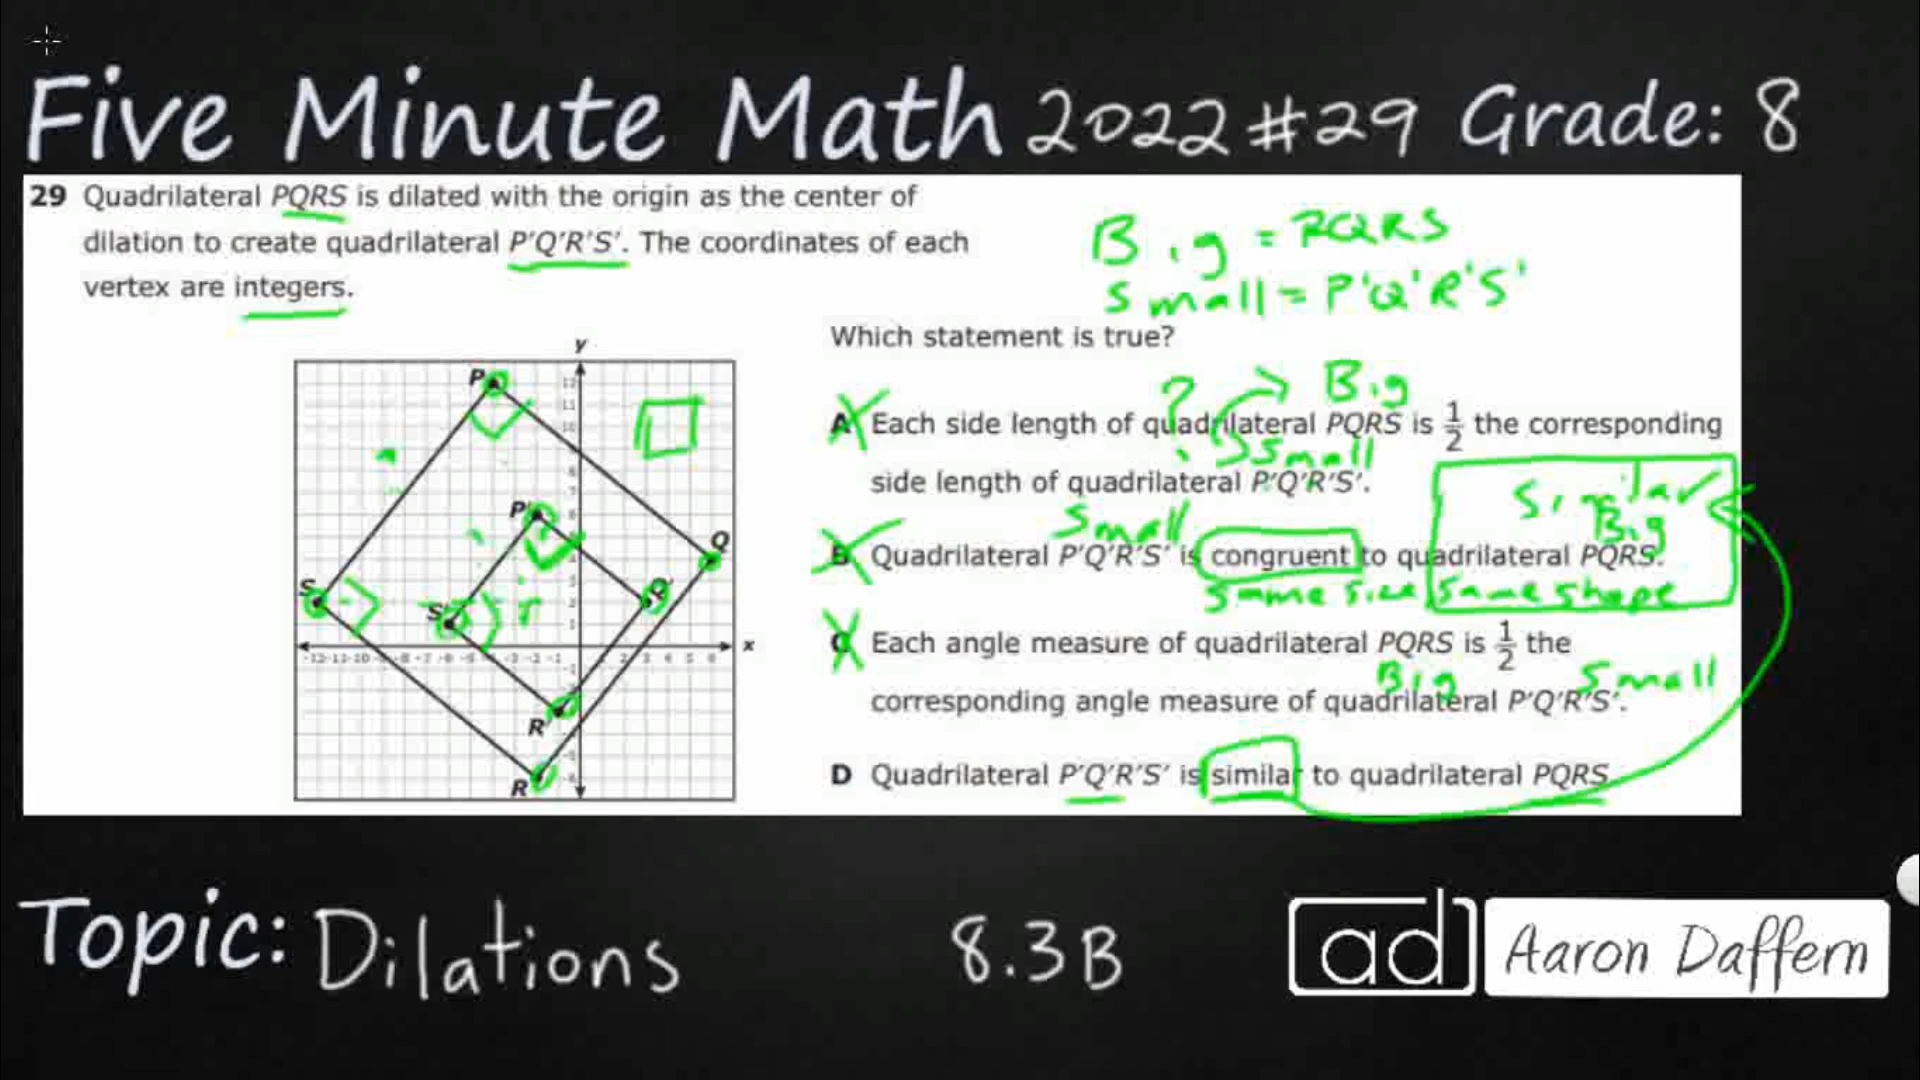 Five Minute Math 2022 #29 Grade: 8
29 Quadrilateral PQRS is dilated with the origin as the center of
dilation to create quadrilateral P'Q'R'S'. The coordinates of each
vertex are integers.
Big = PQRS
Small = P'Q'R'S'
y
x
P
Q
R
S
P'
Q'
R'
S'
Which statement is true?
? Big
A Each side length of quadrilateral PQRS is 1/2 the corresponding
Small
side length of quadrilateral P'Q'R'S'.
Similar
Small Big
B Quadrilateral P'Q'R'S' is congruent to quadrilateral PQRS.
Same size Same shape
C Each angle measure of quadrilateral PQRS is 1/2 the
Big Small
corresponding angle measure of quadrilateral P'Q'R'S'.
D Quadrilateral P'Q'R'S' is similar to quadrilateral PQRS
Topic: Dilations 8.3B
ad Aaron Daffern